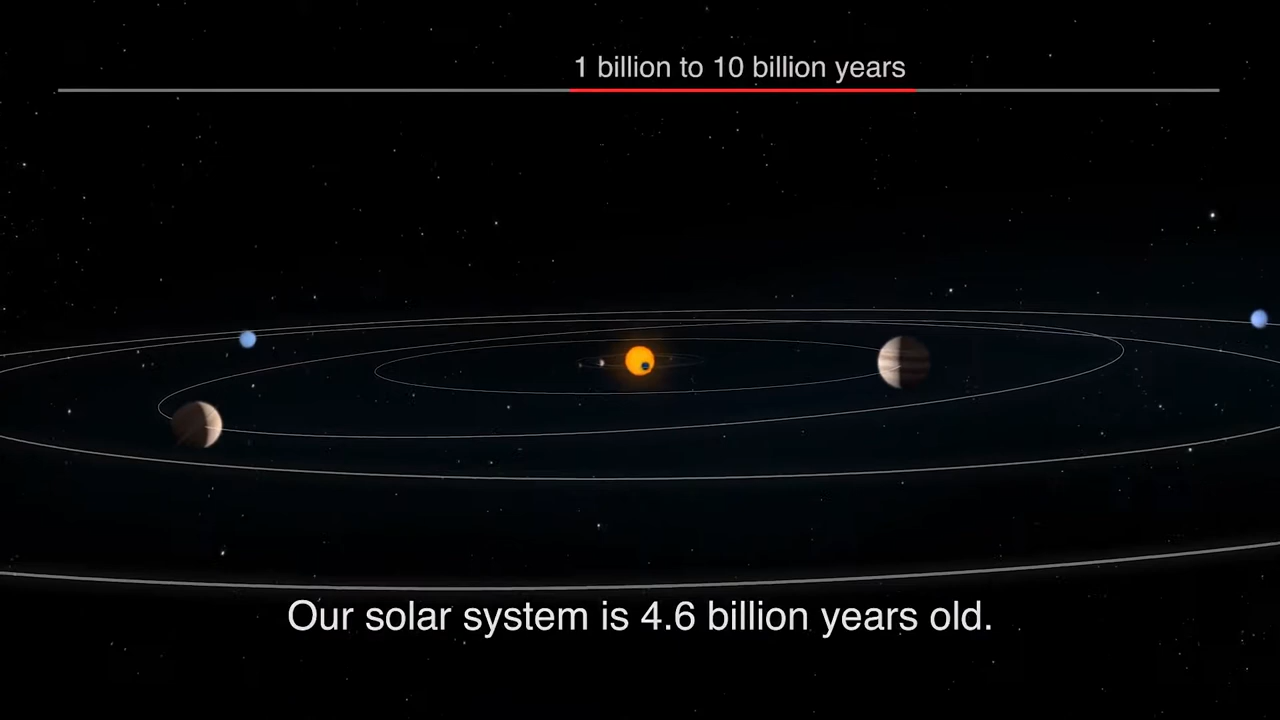 1 billion to 10 billion years
Our solar system is 4.6 billion years old.